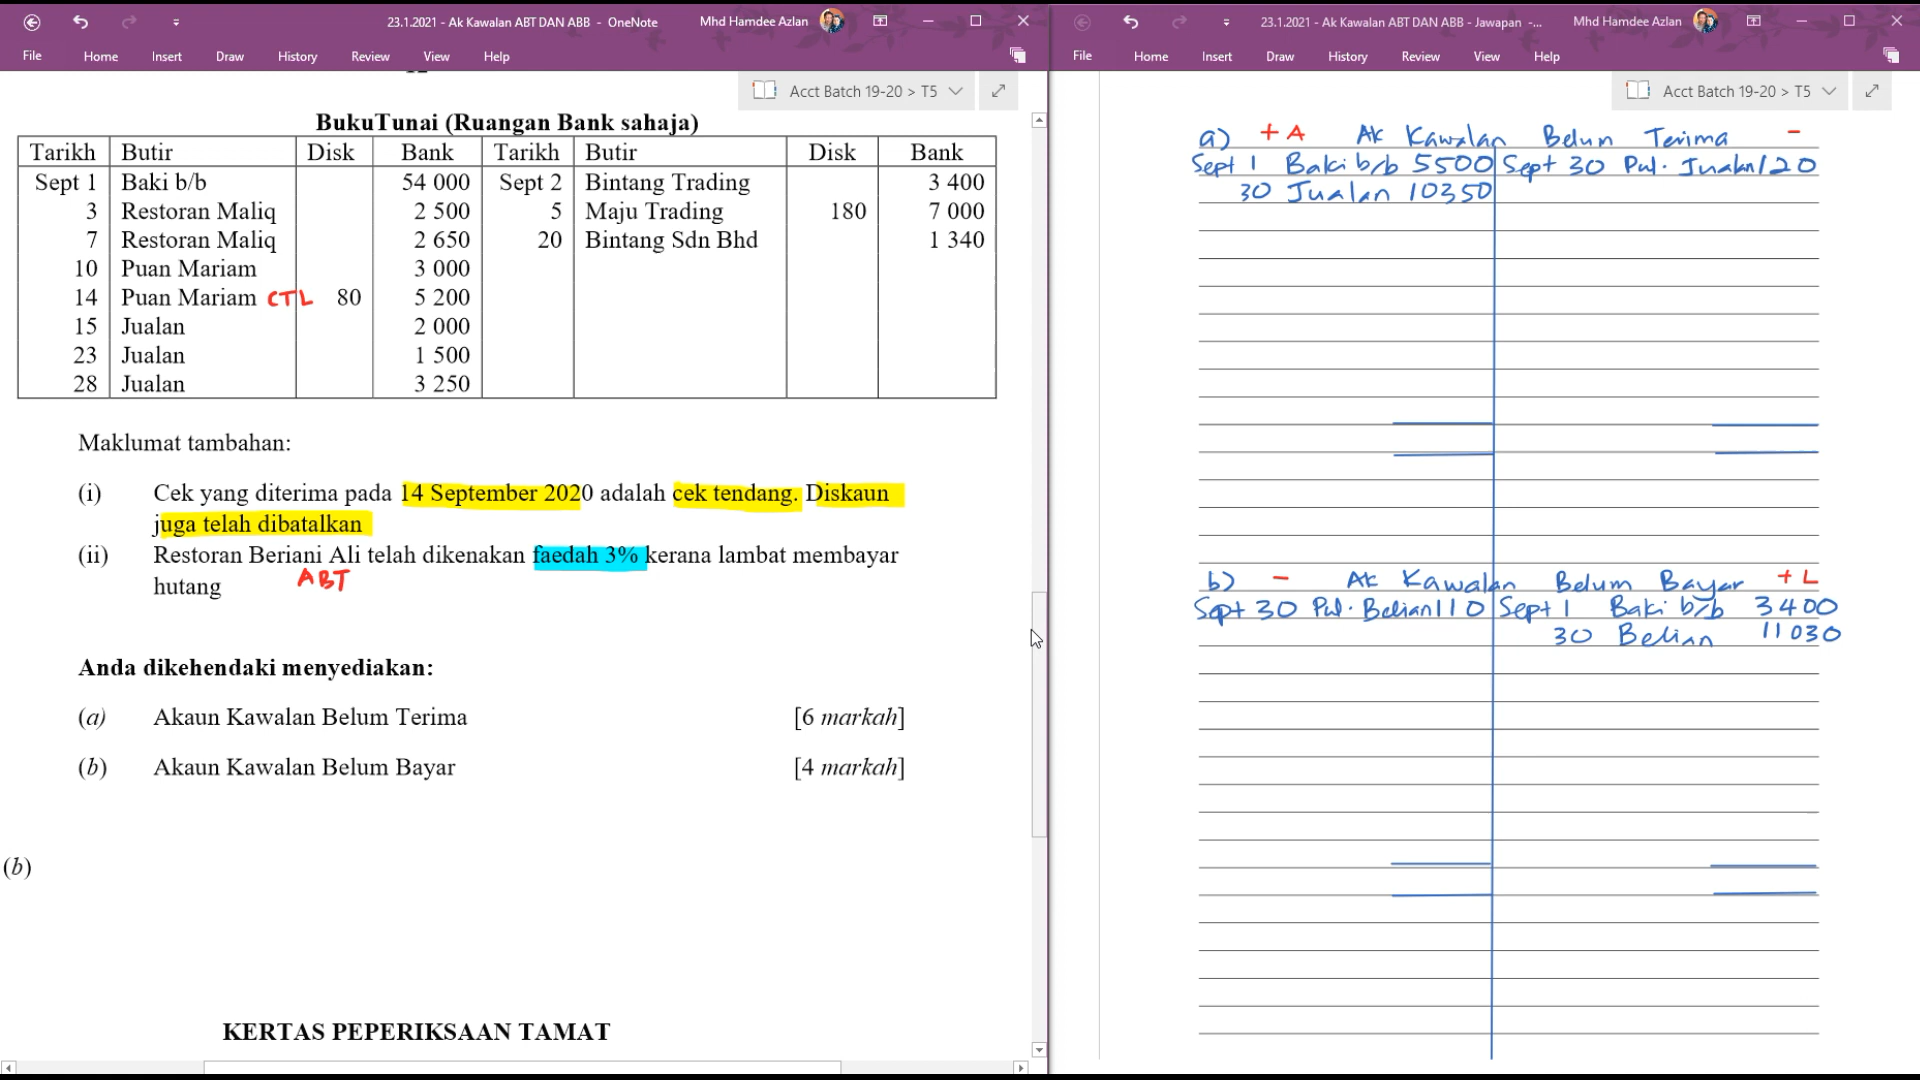 23.1.2021 - Ak Kawalan ABT DAN ABB - OneNote
Mhd Hamdee Azlan
File Home Insert Draw History Review View Help
Acct Batch 19-20 > T5
BukuTunai (Ruangan Bank sahaja)
Tarikh Butir Disk Bank Tarikh Butir Disk Bank
Sept 1 Baki b/b 54 000 Sept 2 Bintang Trading 3 400
3 Restoran Maliq 2 500 5 Maju Trading 180 7 000
7 Restoran Maliq 2 650 20 Bintang Sdn Bhd 1 340
10 Puan Mariam 3 000
14 Puan Mariam CTL 80 5 200
15 Jualan 2 000
23 Jualan 1 500
28 Jualan 3 250
Maklumat tambahan:
(i) Cek yang diterima pada 14 September 2020 adalah cek tendang. Diskaun
juga telah dibatalkan
(ii) Restoran Beriani Ali telah dikenakan faedah 3% kerana lambat membayar
hutang ABT
Anda dikehendaki menyediakan:
(a) Akaun Kawalan Belum Terima [6 markah]
(b) Akaun Kawalan Belum Bayar [4 markah]
(b)
KERTAS PEPERIKSAAN TAMAT
23.1.2021 - Ak Kawalan ABT DAN ABB - Jawapan -...
Mhd Hamdee Azlan
File Home Insert Draw History Review View Help
Acct Batch 19-20 > T5
a) + A Ak Kawalan Belum Terima -
Sept 1 Baki b/b 5500 Sept 30 Pul. Jualan 120
30 Jualan 10350
b) - Ak Kawalan Belum Bayar + L
Sept 30 Pul. Belian 110 Sept 1 Baki b/b 3400
30 Belian 11030